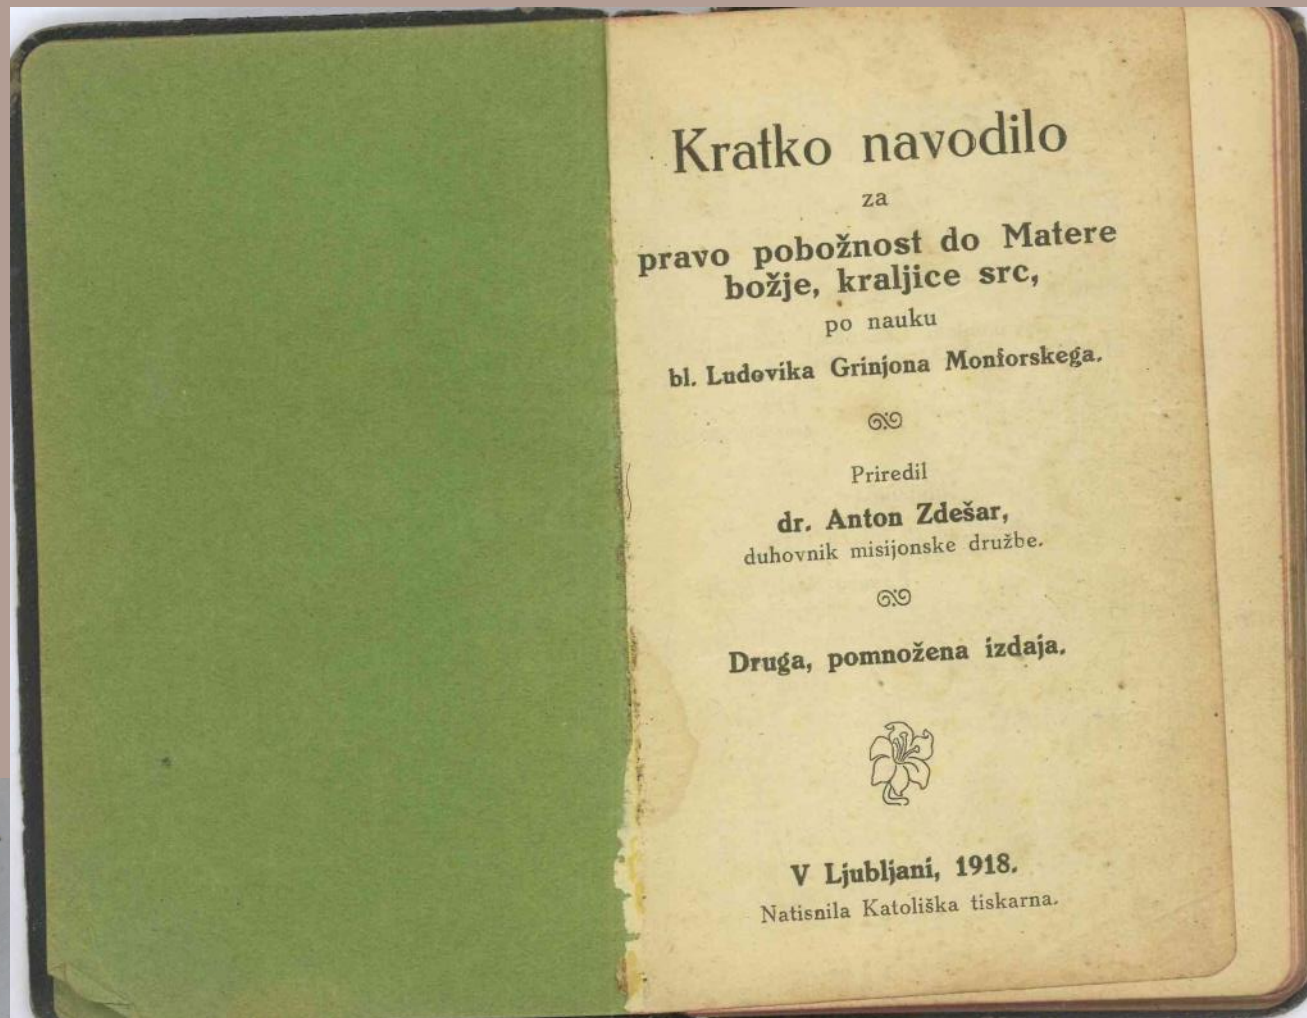 Kratko navodilo
za
pravo pobožnost do Matere
božje, kraljice src,
po nauku
bl. Ludovika Grinjona Monforskega.
Priredil
dr. Anton Zdešar,
duhovnik misijonske družbe.
Druga, pomnožena izdaja.
V Ljubljani, 1918.
Natisnila Katoliška tiskarna.